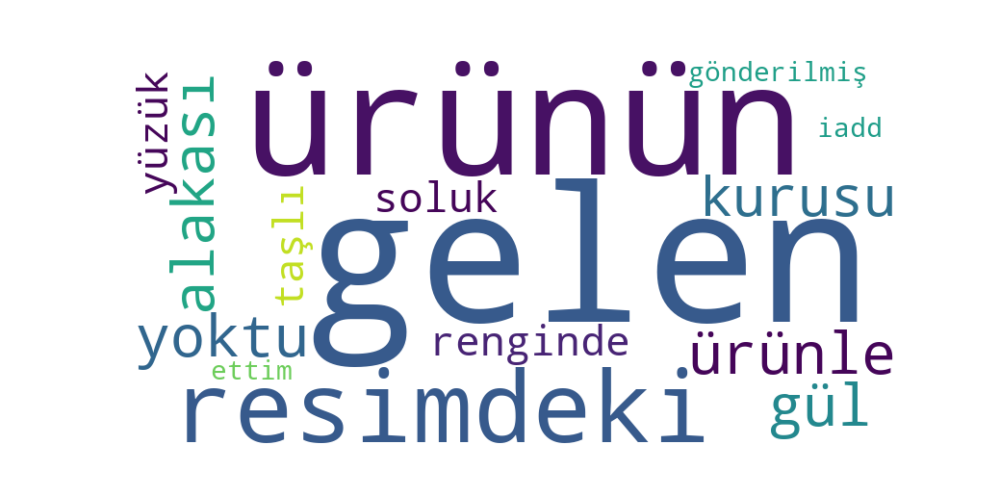 gönderilmiş
ürünün
iadd
yüzük
alakası
soluk
kurusu
taşlı
gelen
yoktu
renginde
ürünle
ettim
resimdeki
gül